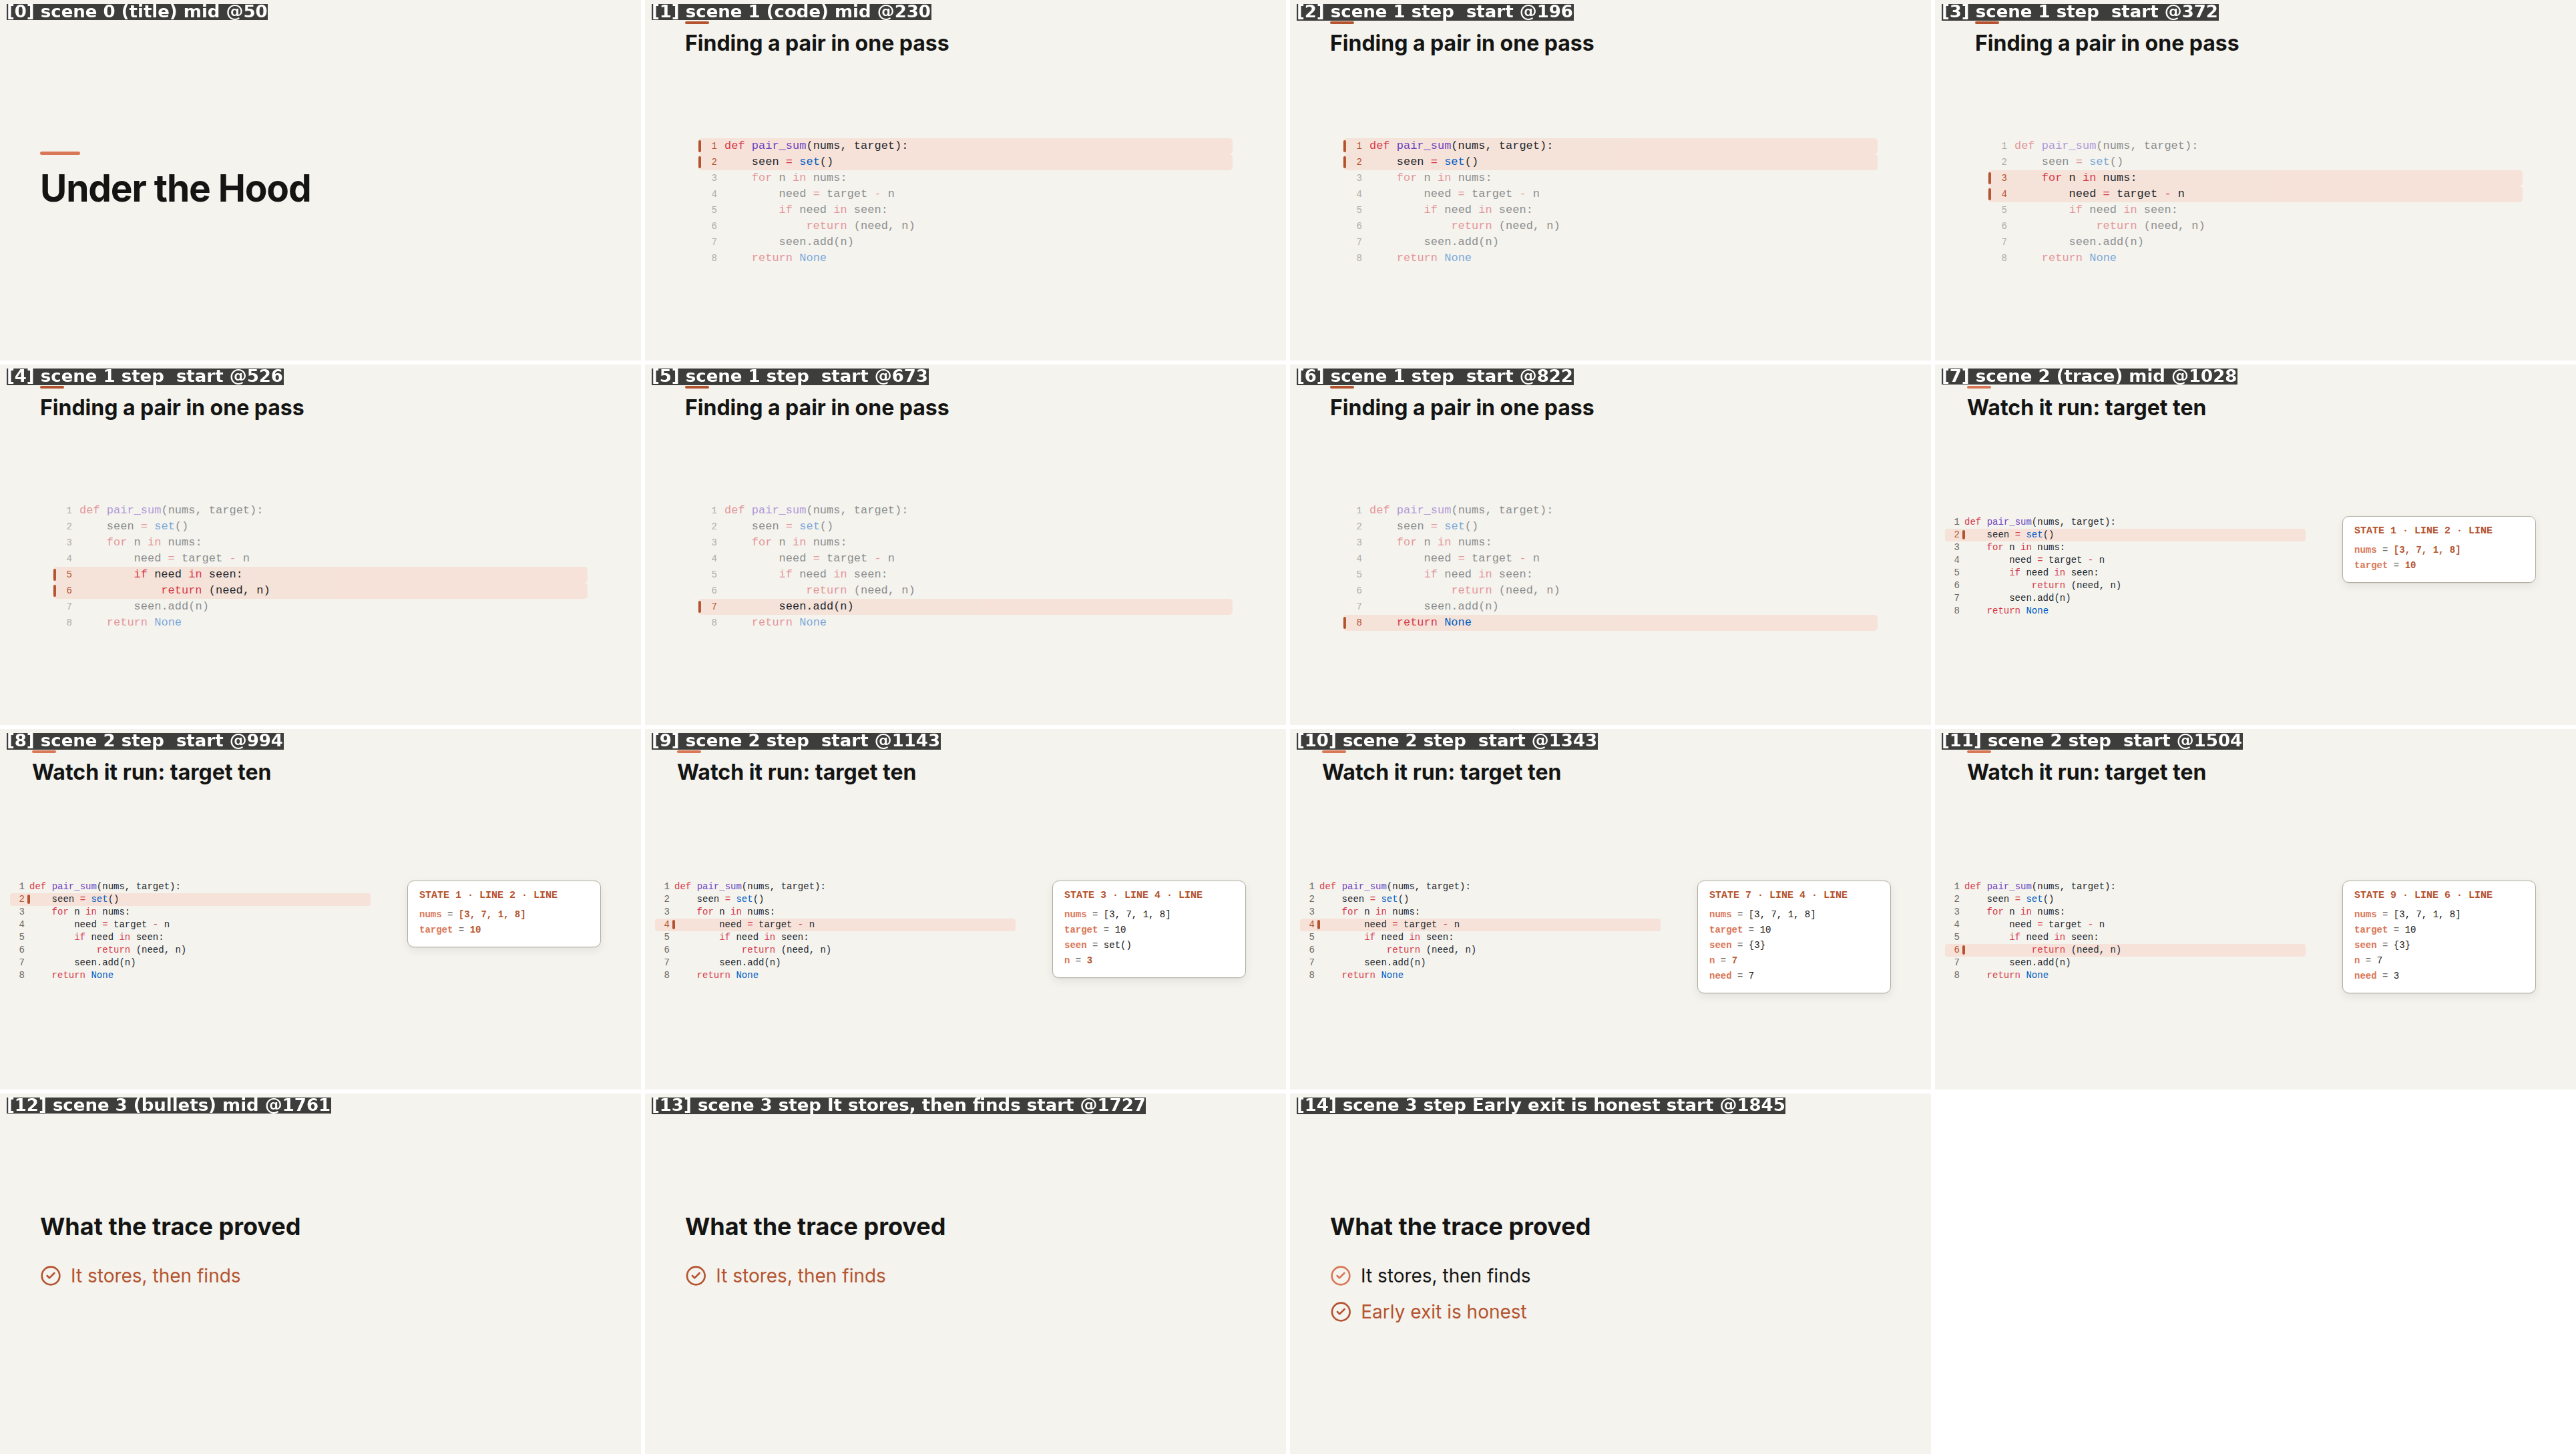 [0] scene 0 (title) mid @50
Under the Hood
[1] scene 1 (code) mid @230
Finding a pair in one pass
1 def pair_sum(nums, target):
2     seen = set()
3     for n in nums:
4         need = target - n
5         if need in seen:
6             return (need, n)
7         seen.add(n)
8     return None
[2] scene 1 step  start @196
Finding a pair in one pass
1 def pair_sum(nums, target):
2     seen = set()
3     for n in nums:
4         need = target - n
5         if need in seen:
6             return (need, n)
7         seen.add(n)
8     return None
[3] scene 1 step  start @372
Finding a pair in one pass
1 def pair_sum(nums, target):
2     seen = set()
3     for n in nums:
4         need = target - n
5         if need in seen:
6             return (need, n)
7         seen.add(n)
8     return None
[4] scene 1 step  start @526
Finding a pair in one pass
1 def pair_sum(nums, target):
2     seen = set()
3     for n in nums:
4         need = target - n
5         if need in seen:
6             return (need, n)
7         seen.add(n)
8     return None
[5] scene 1 step  start @673
Finding a pair in one pass
1 def pair_sum(nums, target):
2     seen = set()
3     for n in nums:
4         need = target - n
5         if need in seen:
6             return (need, n)
7         seen.add(n)
8     return None
[6] scene 1 step  start @822
Finding a pair in one pass
1 def pair_sum(nums, target):
2     seen = set()
3     for n in nums:
4         need = target - n
5         if need in seen:
6             return (need, n)
7         seen.add(n)
8     return None
[7] scene 2 (trace) mid @1028
Watch it run: target ten
1 def pair_sum(nums, target):
2     seen = set()
3     for n in nums:
4         need = target - n
5         if need in seen:
6             return (need, n)
7         seen.add(n)
8     return None
STATE 1 · LINE 2 · LINE
nums = [3, 7, 1, 8]
target = 10
[8] scene 2 step  start @994
Watch it run: target ten
1 def pair_sum(nums, target):
2     seen = set()
3     for n in nums:
4         need = target - n
5         if need in seen:
6             return (need, n)
7         seen.add(n)
8     return None
STATE 1 · LINE 2 · LINE
nums = [3, 7, 1, 8]
target = 10
[9] scene 2 step  start @1143
Watch it run: target ten
1 def pair_sum(nums, target):
2     seen = set()
3     for n in nums:
4         need = target - n
5         if need in seen:
6             return (need, n)
7         seen.add(n)
8     return None
STATE 3 · LINE 4 · LINE
nums = [3, 7, 1, 8]
target = 10
seen = set()
n = 3
[10] scene 2 step  start @1343
Watch it run: target ten
1 def pair_sum(nums, target):
2     seen = set()
3     for n in nums:
4         need = target - n
5         if need in seen:
6             return (need, n)
7         seen.add(n)
8     return None
STATE 7 · LINE 4 · LINE
nums = [3, 7, 1, 8]
target = 10
seen = {3}
n = 7
need = 7
[11] scene 2 step  start @1504
Watch it run: target ten
1 def pair_sum(nums, target):
2     seen = set()
3     for n in nums:
4         need = target - n
5         if need in seen:
6             return (need, n)
7         seen.add(n)
8     return None
STATE 9 · LINE 6 · LINE
nums = [3, 7, 1, 8]
target = 10
seen = {3}
n = 7
need = 3
[12] scene 3 (bullets) mid @1761
What the trace proved
It stores, then finds
[13] scene 3 step It stores, then finds start @1727
What the trace proved
It stores, then finds
[14] scene 3 step Early exit is honest start @1845
What the trace proved
It stores, then finds
Early exit is honest